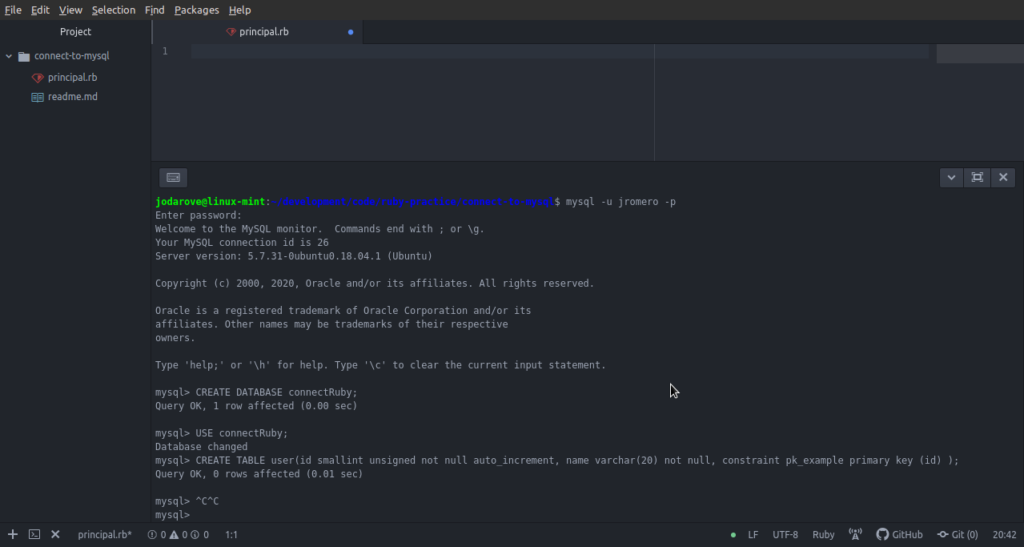 File Edit View Selection Find Packages Help
Project
principal.rb
connect-to-mysql
1
principal.rb
readme.md
jodarove@linux-mint:~/development/code/ruby-practice/connect-to-mysql$ mysql -u jromero -p
Enter password:
Welcome to the MySQL monitor.  Commands end with ; or \g.
Your MySQL connection id is 26
Server version: 5.7.31-0ubuntu0.18.04.1 (Ubuntu)
Copyright (c) 2000, 2020, Oracle and/or its affiliates. All rights reserved.
Oracle is a registered trademark of Oracle Corporation and/or its
affiliates. Other names may be trademarks of their respective
owners.
Type 'help;' or '\h' for help. Type '\c' to clear the current input statement.
mysql> CREATE DATABASE connectRuby;
Query OK, 1 row affected (0.00 sec)
mysql> USE connectRuby;
Database changed
mysql> CREATE TABLE user(id smallint unsigned not null auto_increment, name varchar(20) not null, constraint pk_example primary key (id) );
Query OK, 0 rows affected (0.01 sec)
mysql> ^C^C
mysql>
principal.rb* 0 0 0 1:1 LF UTF-8 Ruby GitHub Git (0) 20:42